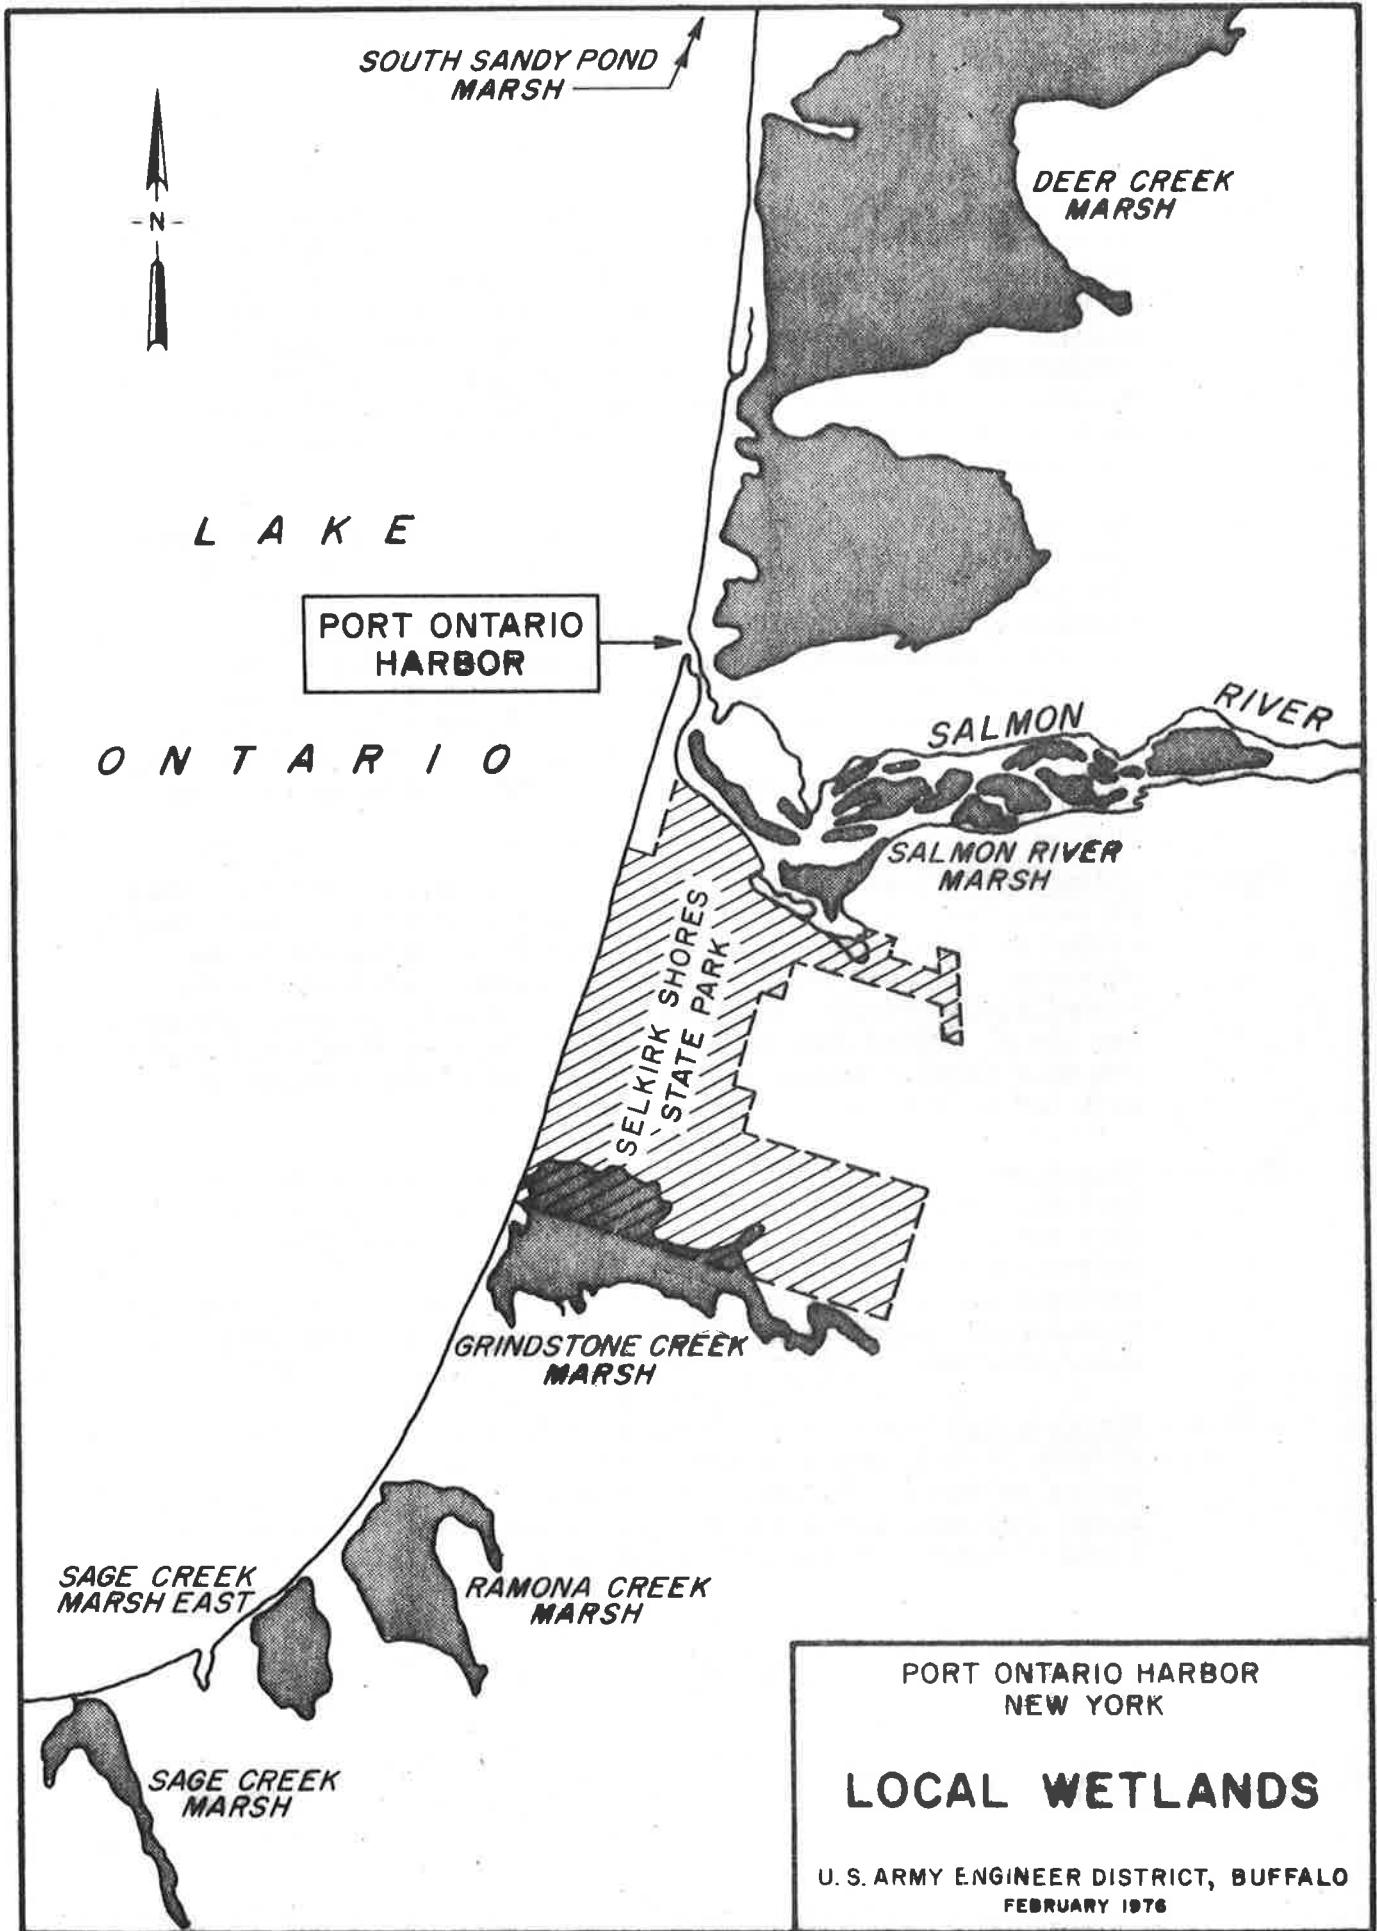 SOUTH SANDY POND
MARSH
- N -
DEER CREEK
MARSH
LAKE
PORT ONTARIO
HARBOR
ONTARIO
SALMON RIVER
SALMON RIVER
MARSH
SELKIRK SHORES
STATE PARK
GRINDSTONE CREEK
MARSH
SAGE CREEK
MARSH EAST
RAMONA CREEK
MARSH
SAGE CREEK
MARSH
PORT ONTARIO HARBOR
NEW YORK
LOCAL WETLANDS
U. S. ARMY ENGINEER DISTRICT, BUFFALO
FEBRUARY 1976